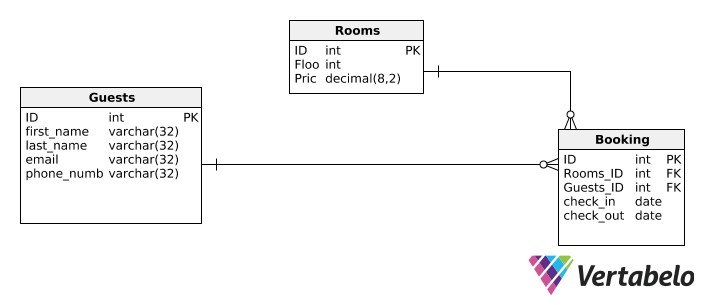 Rooms
ID int PK
Floo int
Pric decimal(8,2)
Guests
ID int PK
first_name varchar(32)
last_name varchar(32)
email varchar(32)
phone_numb varchar(32)
Booking
ID int PK
Rooms_ID int FK
Guests_ID int FK
check_in date
check_out date
Vertabelo